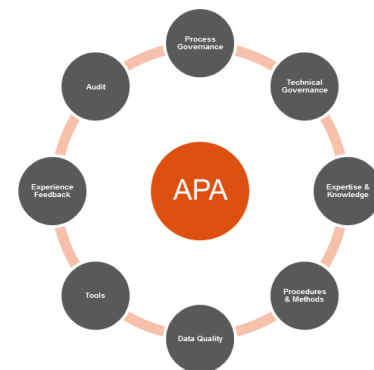 Process
Governance
Technical
Governance
Expertise &
Knowledge
Procedures
& Methods
Data Quality
Tools
Experience
Feedback
Audit
APA